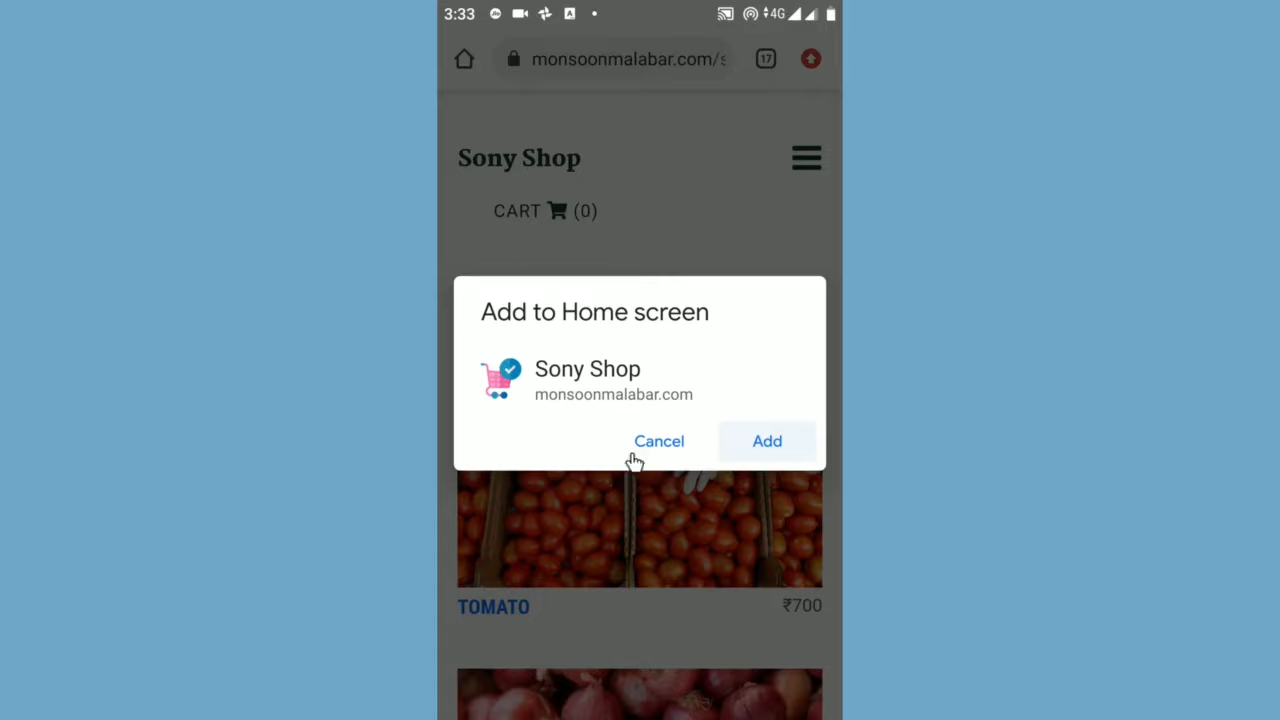 3:33 4G
monsoonmalabar.com/s 17
Sony Shop
CART (0)
Add to Home screen
Sony Shop
monsoonmalabar.com
Cancel Add
TOMATO ₹700